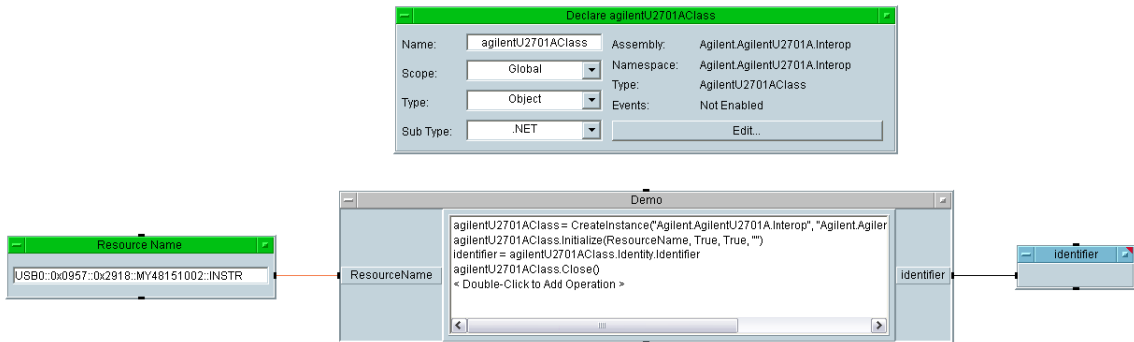 Declare agilentU2701AClass
Name: agilentU2701AClass Assembly: Agilent.AgilentU2701A.Interop
Scope: Global Namespace: Agilent.AgilentU2701A.Interop
Type: Object Type: AgilentU2701AClass
Events: Not Enabled
Sub Type: .NET Edit...
Demo
agilentU2701AClass = CreateInstance("Agilent.AgilentU2701A.Interop", "Agilent.Agiler
agilentU2701AClass.Initialize(ResourceName, True, True, "")
identifier = agilentU2701AClass.Identity.Identifier
agilentU2701AClass.Close()
< Double-Click to Add Operation >
Resource Name
USB0::0x0957::0x2918::MY48151002::INSTR
ResourceName
identifier
identifier